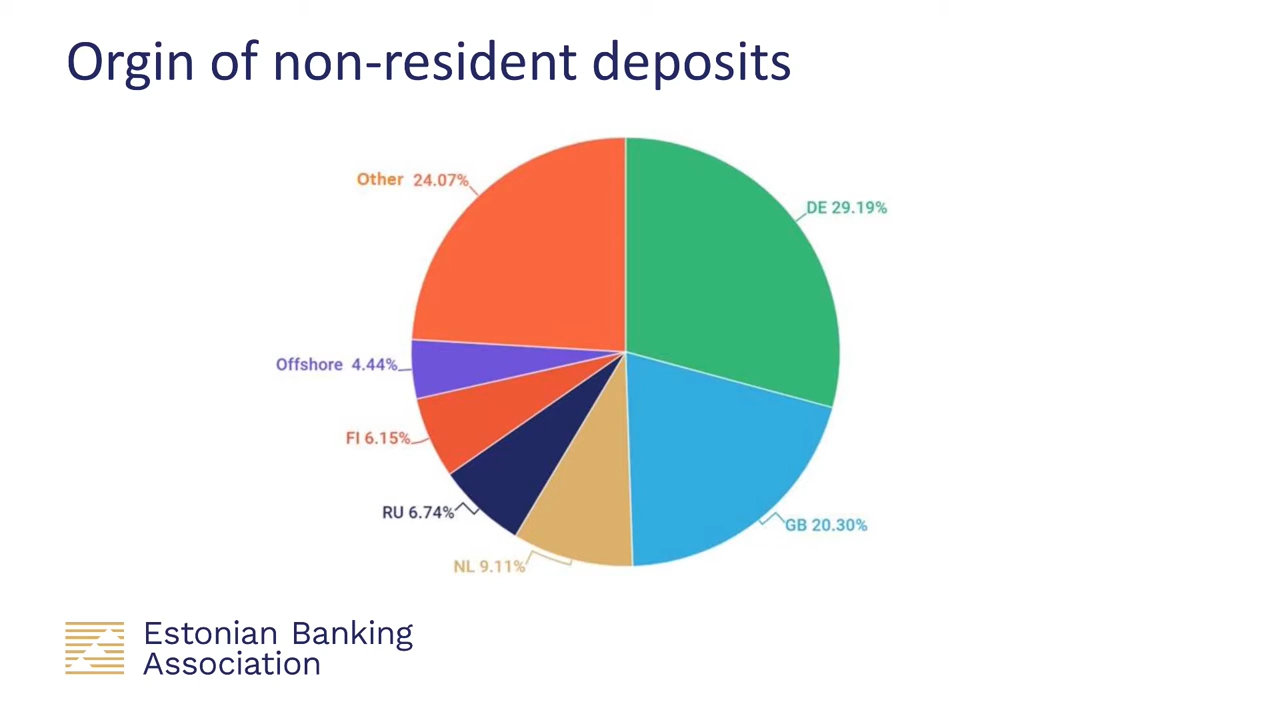 Orgin of non-resident deposits
Other 24.07%
DE 29.19%
Offshore 4.44%
FI 6.15%
RU 6.74%
GB 20.30%
NL 9.11%
Estonian Banking
Association